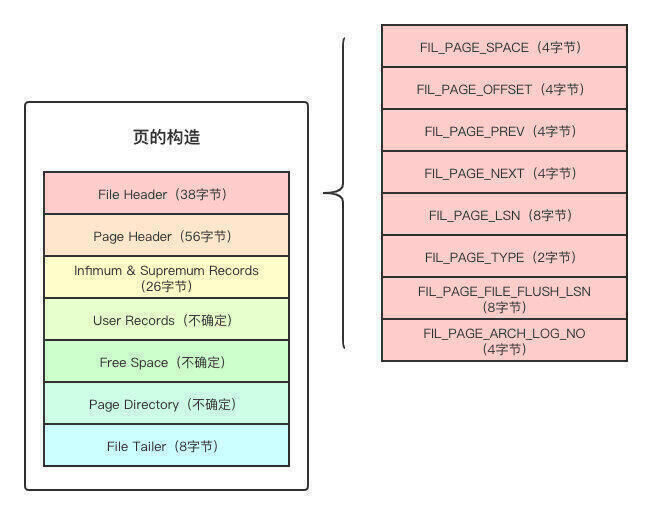 页的构造
File Header（38字节）
Page Header（56字节）
Infimum & Supremum Records
（26字节）
User Records（不确定）
Free Space（不确定）
Page Directory（不确定）
File Tailer（8字节）
FIL_PAGE_SPACE（4字节）
FIL_PAGE_OFFSET（4字节）
FIL_PAGE_PREV（4字节）
FIL_PAGE_NEXT（4字节）
FIL_PAGE_LSN（8字节）
FIL_PAGE_TYPE（2字节）
FIL_PAGE_FILE_FLUSH_LSN
（8字节）
FIL_PAGE_ARCH_LOG_NO
（4字节）